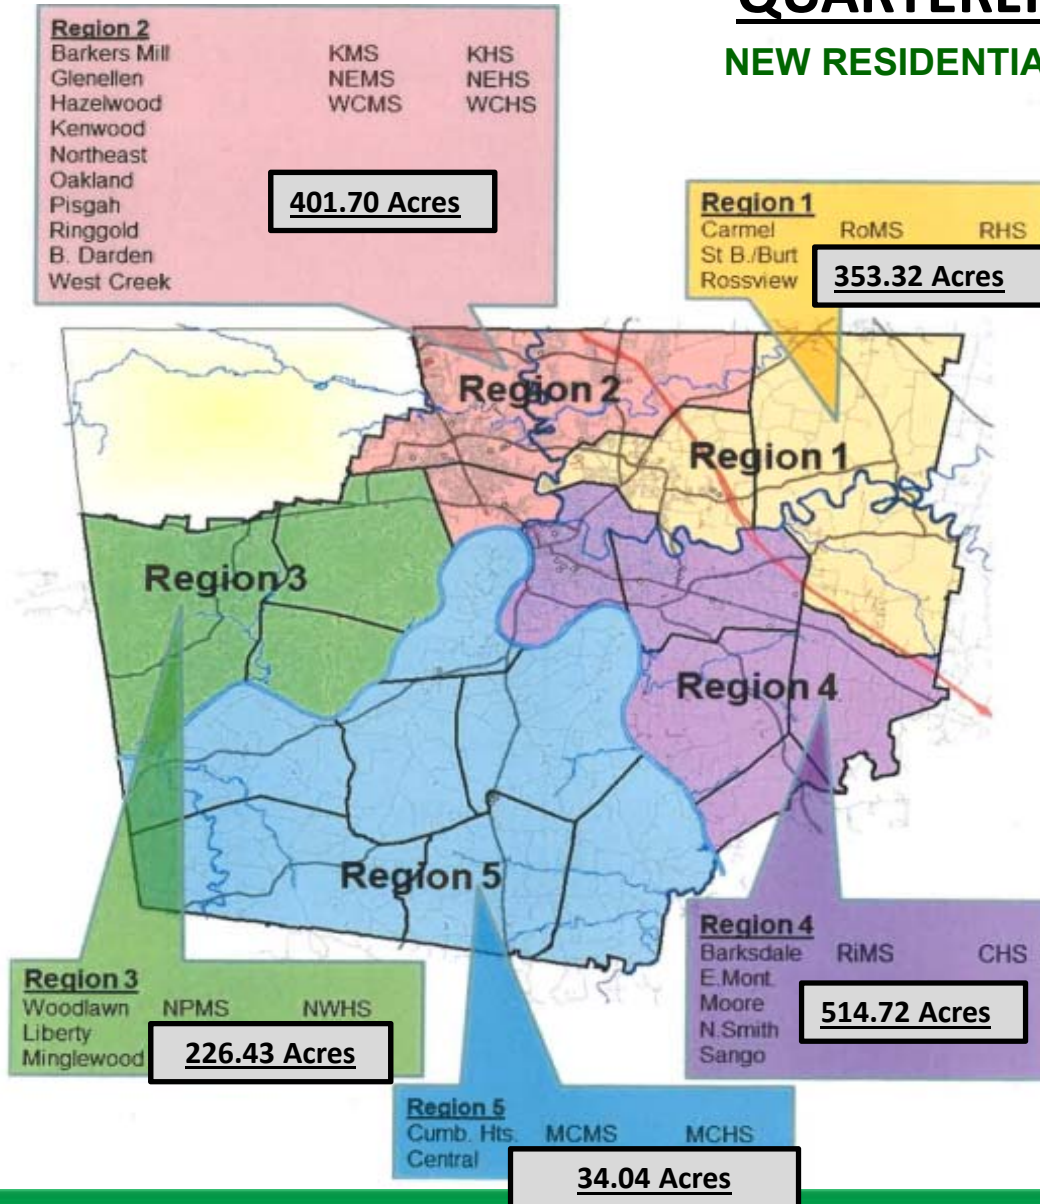 NEW RESIDENTIA
Region 2
Barkers Mill KMS KHS
Glenellen NEMS NEHS
Hazelwood WCMS WCHS
Kenwood
Northeast
Oakland
Pisgah
Ringgold
B. Darden
West Creek
401.70 Acres
Region 1
Carmel RoMS RHS
St B./Burt
Rossview
353.32 Acres
Region 2
Region 1
Region 3
Region 4
Region 5
Region 4
Barksdale RiMS CHS
E.Mont.
Moore
N.Smith
Sango
514.72 Acres
Region 3
Woodlawn NPMS NWHS
Liberty
Minglewood
226.43 Acres
Region 5
Cumb. Hts. MCMS MCHS
Central
34.04 Acres